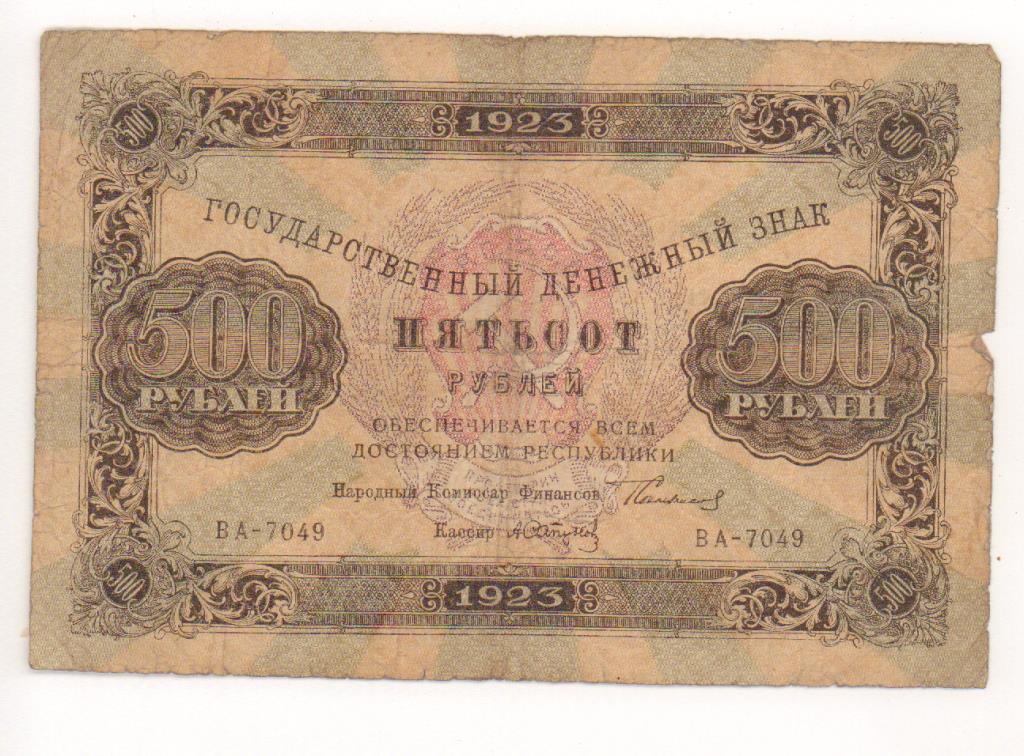 500 1923 500
ГОСУДАРСТВЕННЫЙ ДЕНЕЖНЫЙ ЗНАК
500 РУБЛЕЙ
ПЯТЬСОТ
РУБЛЕЙ
500 РУБЛЕЙ
ОБЕСПЕЧИВАЕТСЯ ВСЕМ
ДОСТОЯНИЕМ РЕСПУБЛИКИ
Народный Комиссар Финансов
Кассир
ВА-7049 ВА-7049
500 1923 500